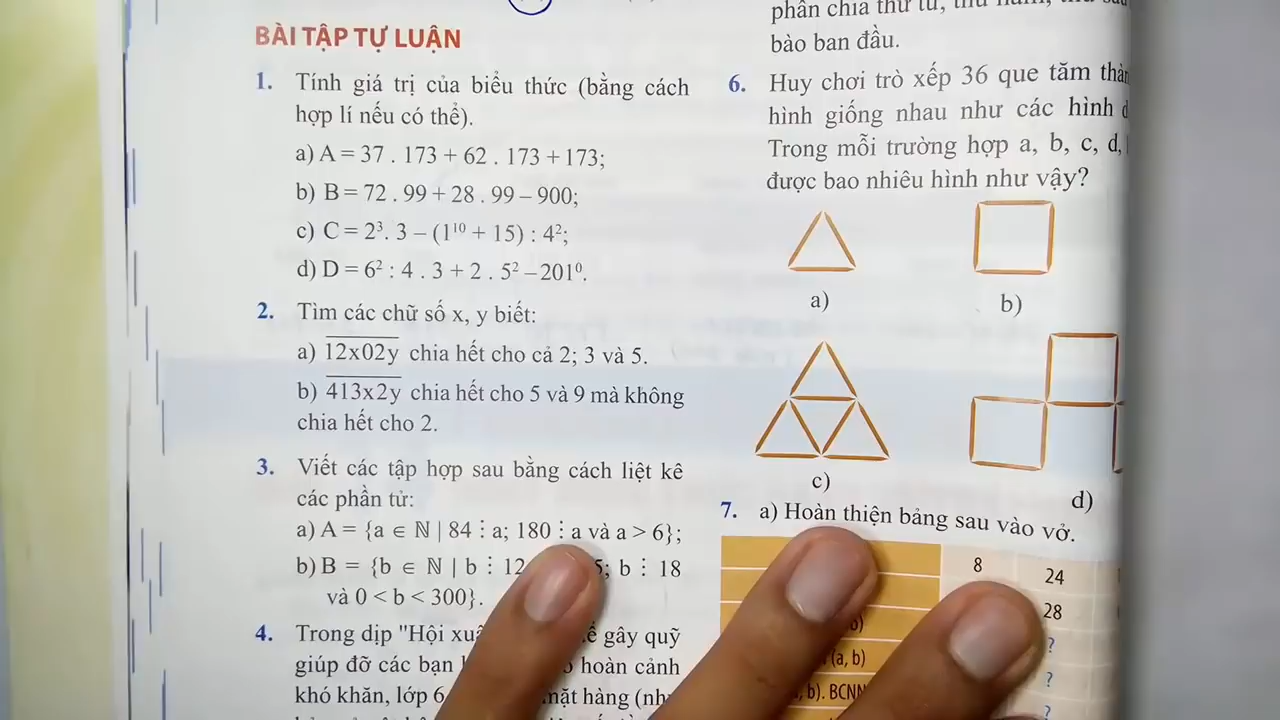 BÀI TẬP TỰ LUẬN
1. Tính giá trị của biểu thức (bằng cách
hợp lí nếu có thể).
a) A = 37 . 173 + 62 . 173 + 173;
b) B = 72 . 99 + 28 . 99 – 900;
c) C = 2³. 3 – (1¹⁰ + 15) : 4²;
d) D = 6² : 4 . 3 + 2 . 5² – 201⁰.
2. Tìm các chữ số x, y biết:
a) 12x02y chia hết cho cả 2; 3 và 5.
b) 413x2y chia hết cho 5 và 9 mà không
chia hết cho 2.
3. Viết các tập hợp sau bằng cách liệt kê
các phần tử:
a) A = {a ∈ ℕ | 84 ⋮ a; 180 ⋮ a và a > 6};
b) B = {b ∈ ℕ | b ⋮ 12 5; b ⋮ 18
và 0 < b < 300}.
4. Trong dịp "Hội gây quỹ
giúp đỡ các bạn hoàn cảnh
khó khăn, lớp 6 mặt hàng
phân chia thứ tư,
bào ban đầu.
6. Huy chơi trò xếp 36 que tăm
hình giống nhau như các hình
Trong mỗi trường hợp a, b, c, d,
được bao nhiêu hình như vậy?
a) b)
c) d)
7. a) Hoàn thiện bảng sau vào vở.
8 24
28
b) ?
(a, b) ?
, b). BCNN ?